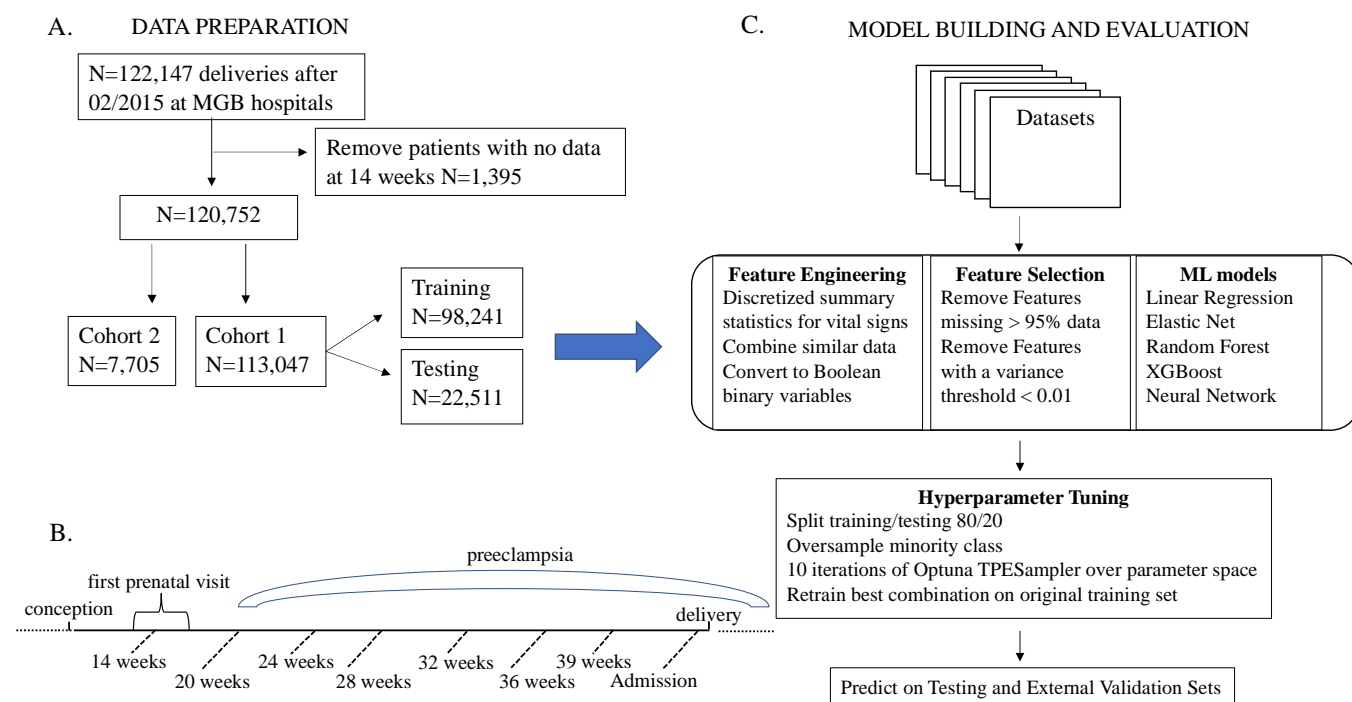 A. DATA PREPARATION
N=122,147 deliveries after
02/2015 at MGB hospitals
Remove patients with no data
at 14 weeks N=1,395
N=120,752
Cohort 2
N=7,705
Cohort 1
N=113,047
Training
N=98,241
Testing
N=22,511
B.
preeclampsia
first prenatal visit
conception
delivery
14 weeks
20 weeks
24 weeks
28 weeks
32 weeks
36 weeks
39 weeks
Admission
C. MODEL BUILDING AND EVALUATION
Datasets
Feature Engineering
Discretized summary
statistics for vital signs
Combine similar data
Convert to Boolean
binary variables
Feature Selection
Remove Features
missing > 95% data
Remove Features
with a variance
threshold < 0.01
ML models
Linear Regression
Elastic Net
Random Forest
XGBoost
Neural Network
Hyperparameter Tuning
Split training/testing 80/20
Oversample minority class
10 iterations of Optuna TPESampler over parameter space
Retrain best combination on original training set
Predict on Testing and External Validation Sets